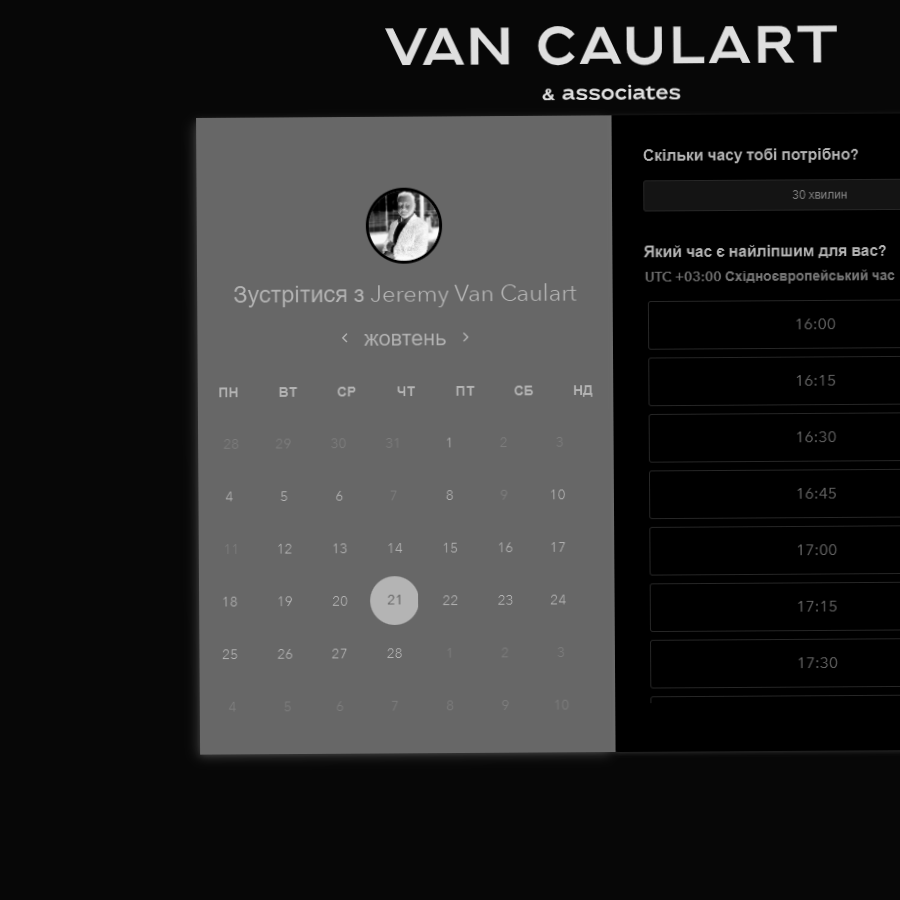 VAN CAULART
& associates
Зустрітися з Jeremy Van Caulart
жовтень
ПН ВТ СР ЧТ ПТ СБ НД
28 29 30 31 1 2 3
4 5 6 7 8 9 10
11 12 13 14 15 16 17
18 19 20 21 22 23 24
25 26 27 28 1 2 3
4 5 6 7 8 9 10
Скільки часу тобі потрібно?
30 хвилин
Який час є найліпшим для вас?
UTC +03:00 Східноєвропейський час
16:00
16:15
16:30
16:45
17:00
17:15
17:30